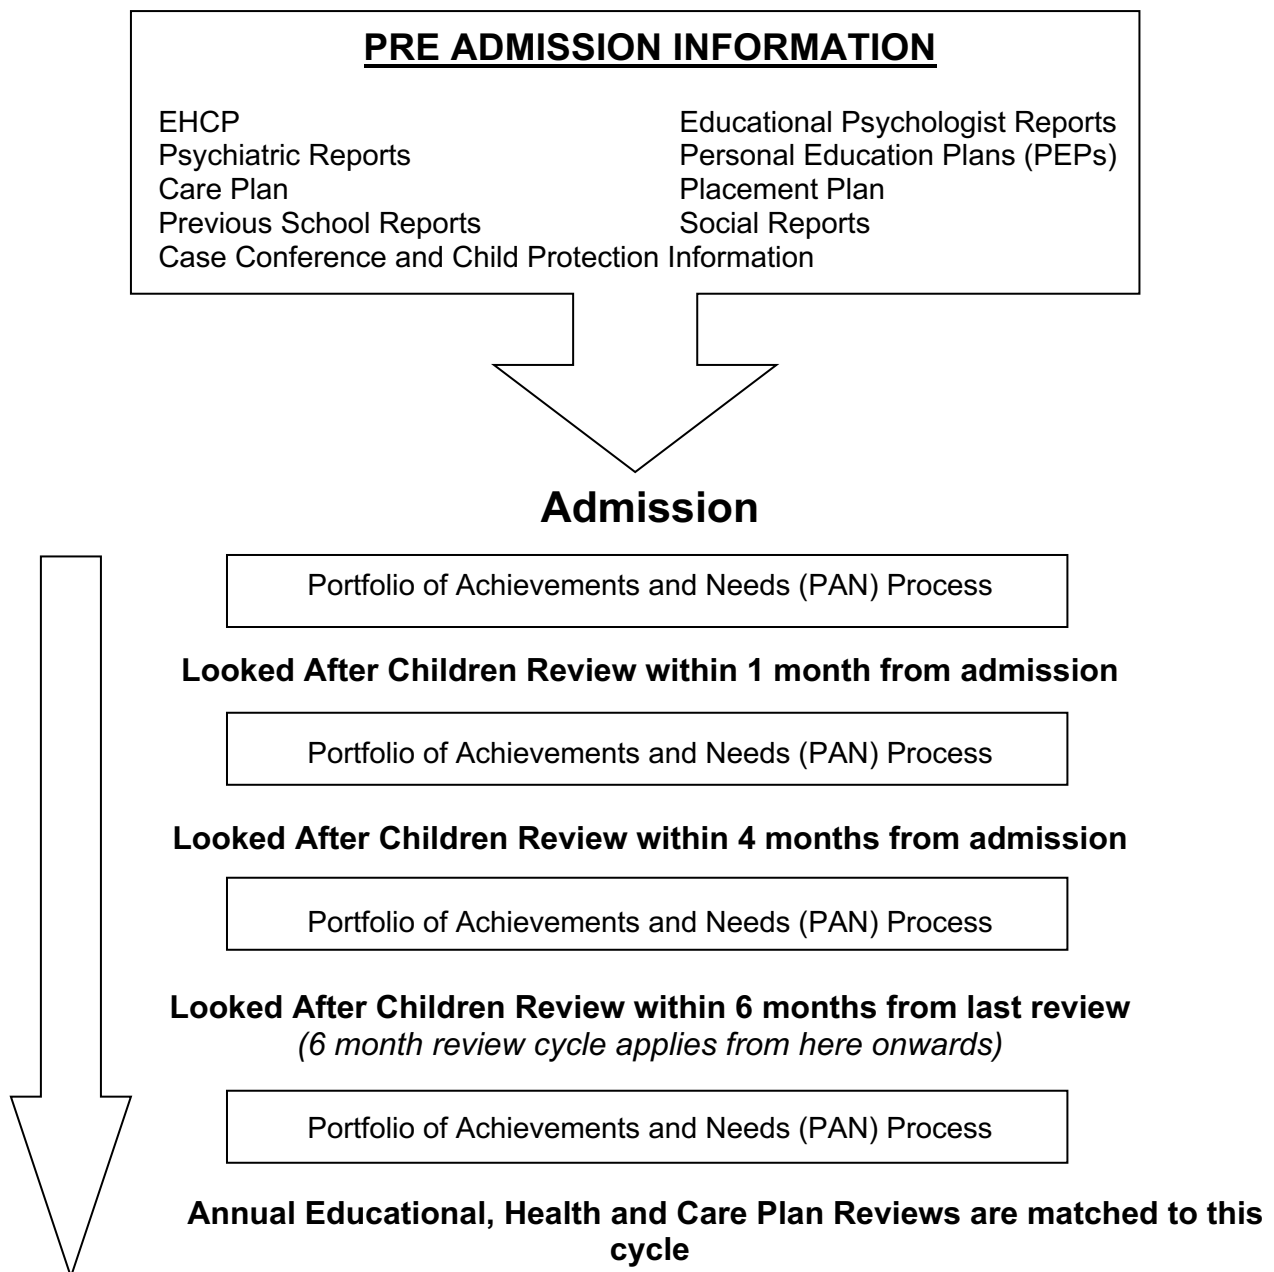 PRE ADMISSION INFORMATION
EHCP Educational Psychologist Reports
Psychiatric Reports Personal Education Plans (PEPs)
Care Plan Placement Plan
Previous School Reports Social Reports
Case Conference and Child Protection Information
Admission
Portfolio of Achievements and Needs (PAN) Process
Looked After Children Review within 1 month from admission
Portfolio of Achievements and Needs (PAN) Process
Looked After Children Review within 4 months from admission
Portfolio of Achievements and Needs (PAN) Process
Looked After Children Review within 6 months from last review
(6 month review cycle applies from here onwards)
Portfolio of Achievements and Needs (PAN) Process
Annual Educational, Health and Care Plan Reviews are matched to this
cycle